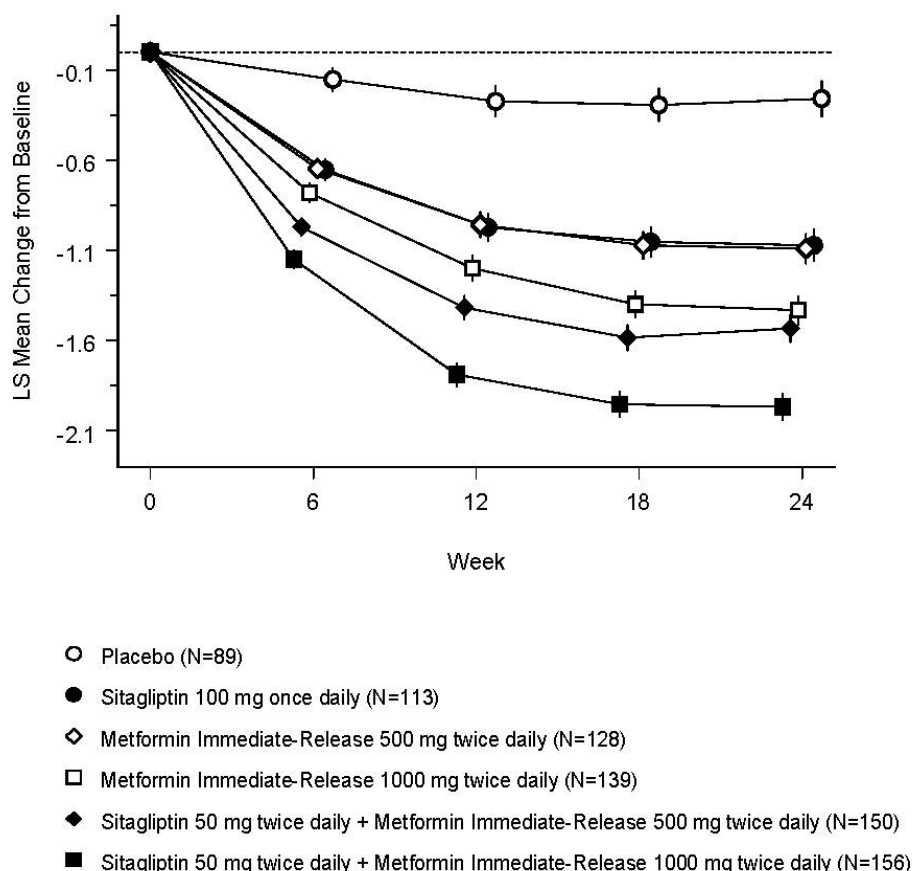 LS Mean Change from Baseline
-0.1
-0.6
-1.1
-1.6
-2.1
0 6 12 18 24
Week
Placebo (N=89)
Sitagliptin 100 mg once daily (N=113)
Metformin Immediate-Release 500 mg twice daily (N=128)
Metformin Immediate-Release 1000 mg twice daily (N=139)
Sitagliptin 50 mg twice daily + Metformin Immediate-Release 500 mg twice daily (N=150)
Sitagliptin 50 mg twice daily + Metformin Immediate-Release 1000 mg twice daily (N=156)